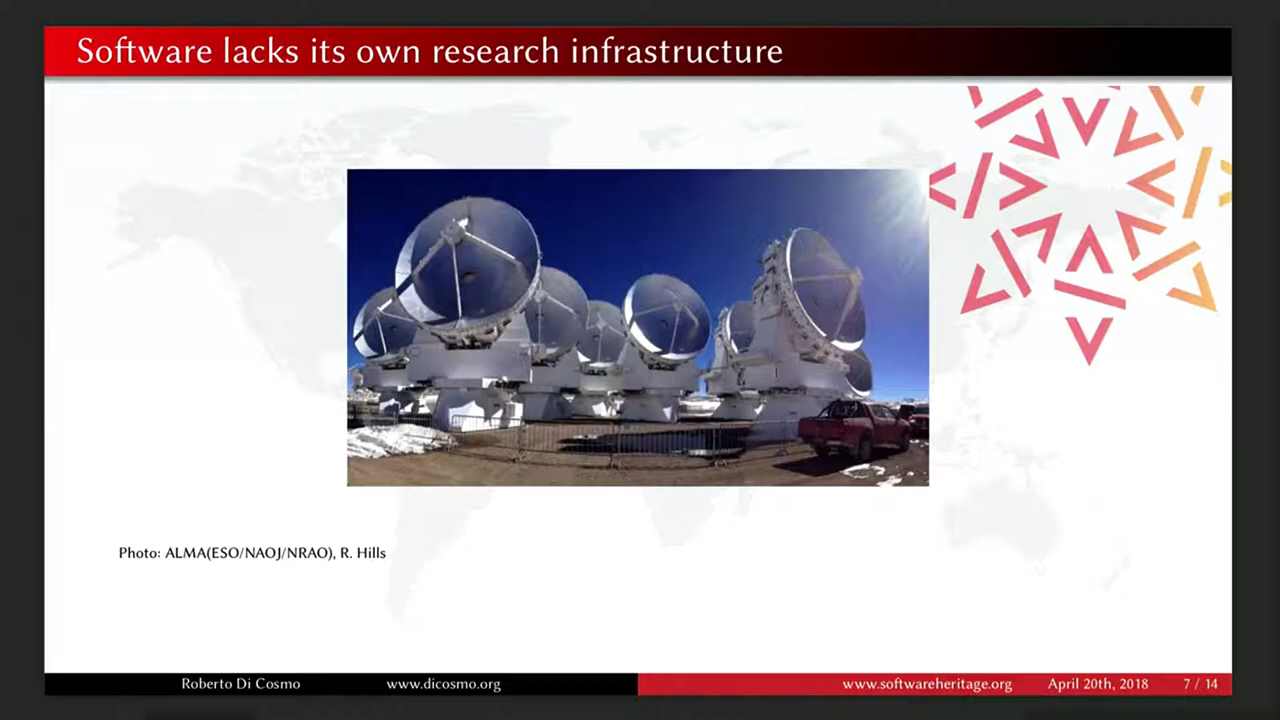 Software lacks its own research infrastructure
Photo: ALMA(ESO/NAOJ/NRAO), R. Hills
Roberto Di Cosmo www.dicosmo.org www.softwareheritage.org April 20th, 2018 7 / 14